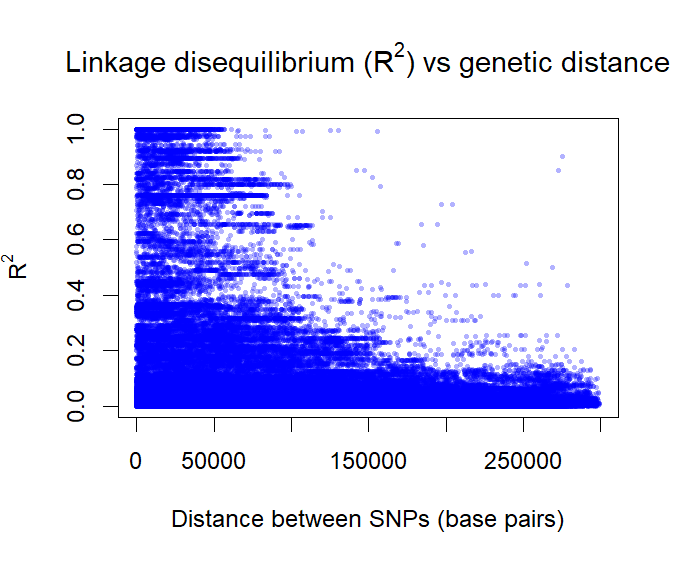 Linkage disequilibrium (R²) vs genetic distance
R²
1.0
0.8
0.6
0.4
0.2
0.0
0 50000 150000 250000
Distance between SNPs (base pairs)